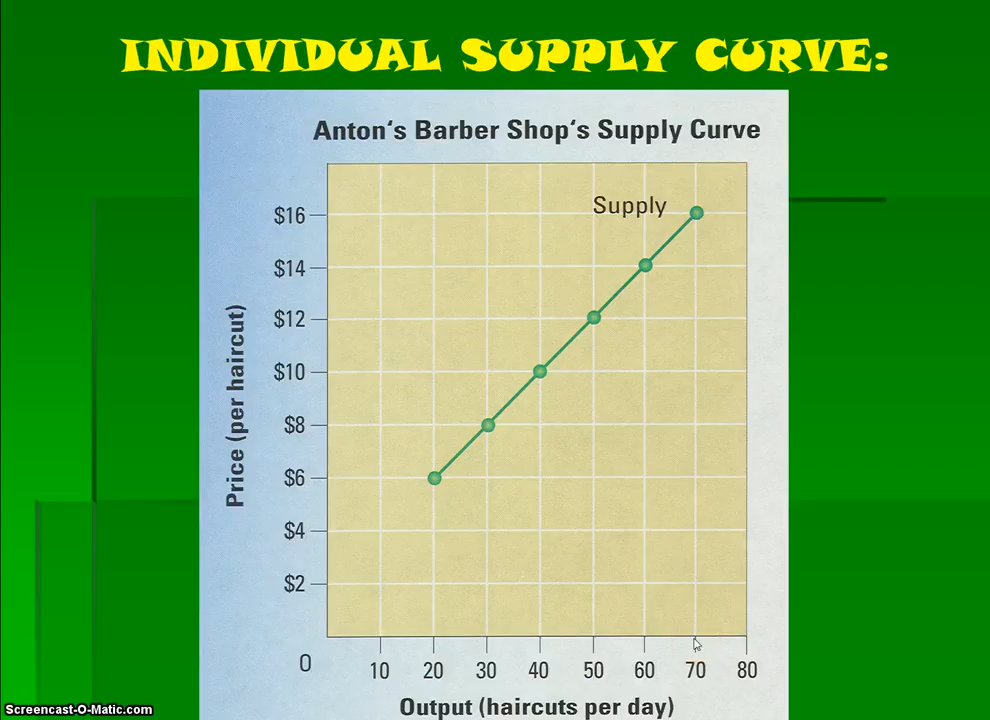 INDIVIDUAL SUPPLY CURVE:
Anton's Barber Shop's Supply Curve
Supply
$16
$14
$12
$10
$8
$6
$4
$2
Price (per haircut)
0 10 20 30 40 50 60 70 80
Output (haircuts per day)
Screencast-O-Matic.com